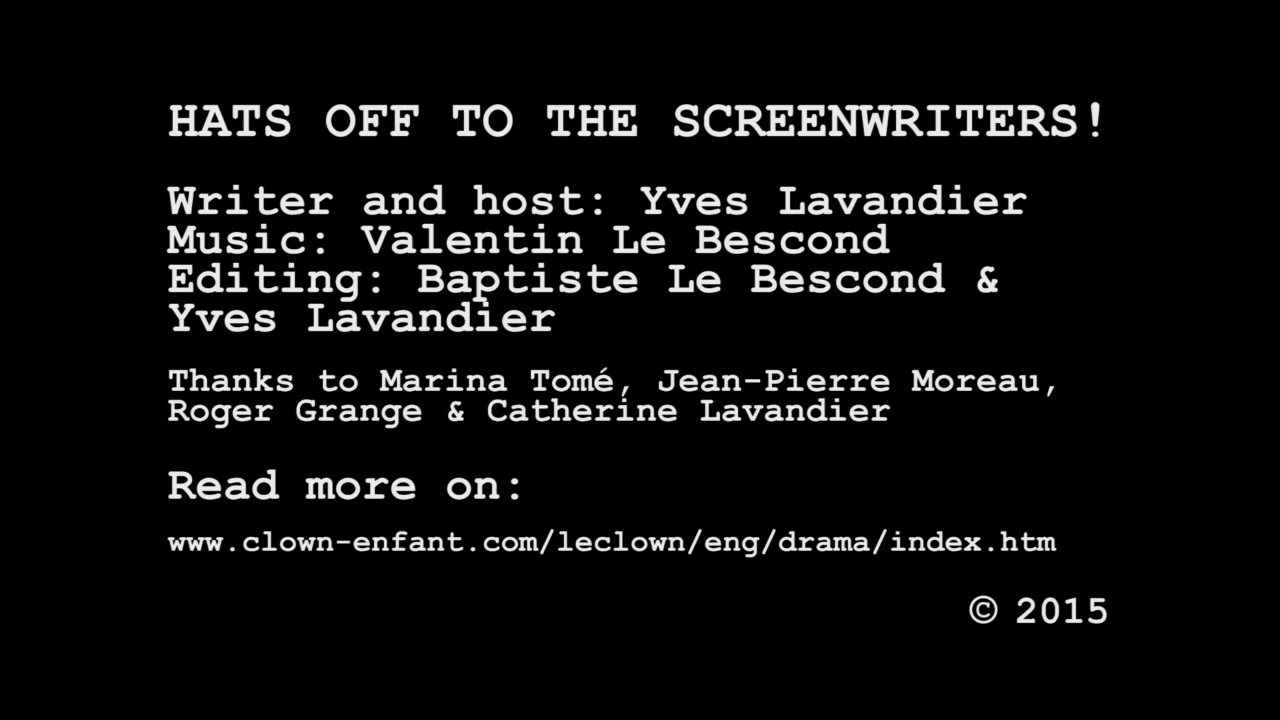 HATS OFF TO THE SCREENWRITERS!
Writer and host: Yves Lavandier
Music: Valentin Le Bescond
Editing: Baptiste Le Bescond &
Yves Lavandier
Thanks to Marina Tomé, Jean-Pierre Moreau,
Roger Grange & Catherine Lavandier
Read more on:
www.clown-enfant.com/leclown/eng/drama/index.htm
© 2015